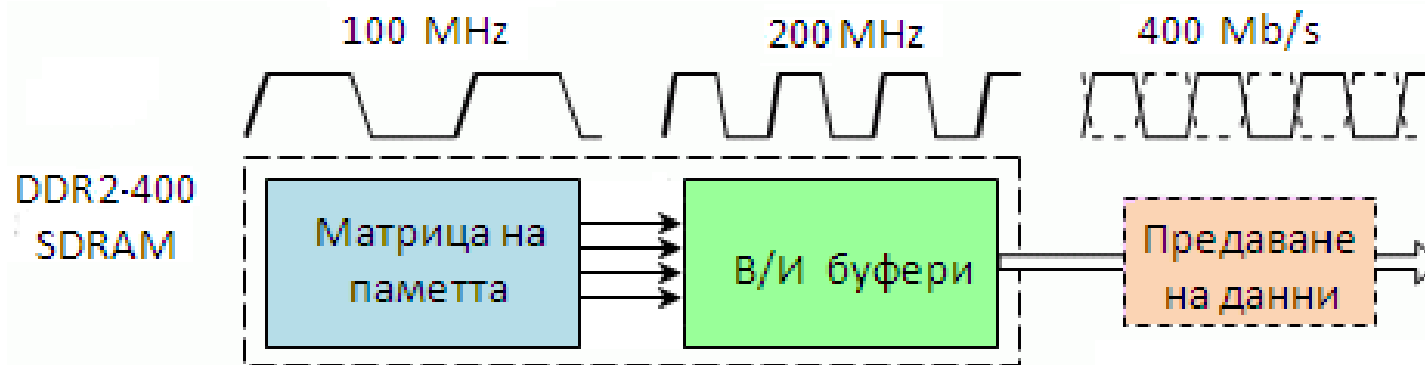 100 MHz
200 MHz
400 Mb/s
DDR2-400
SDRAM
Матрица на
паметта
В/И буфери
Предаване
на данни